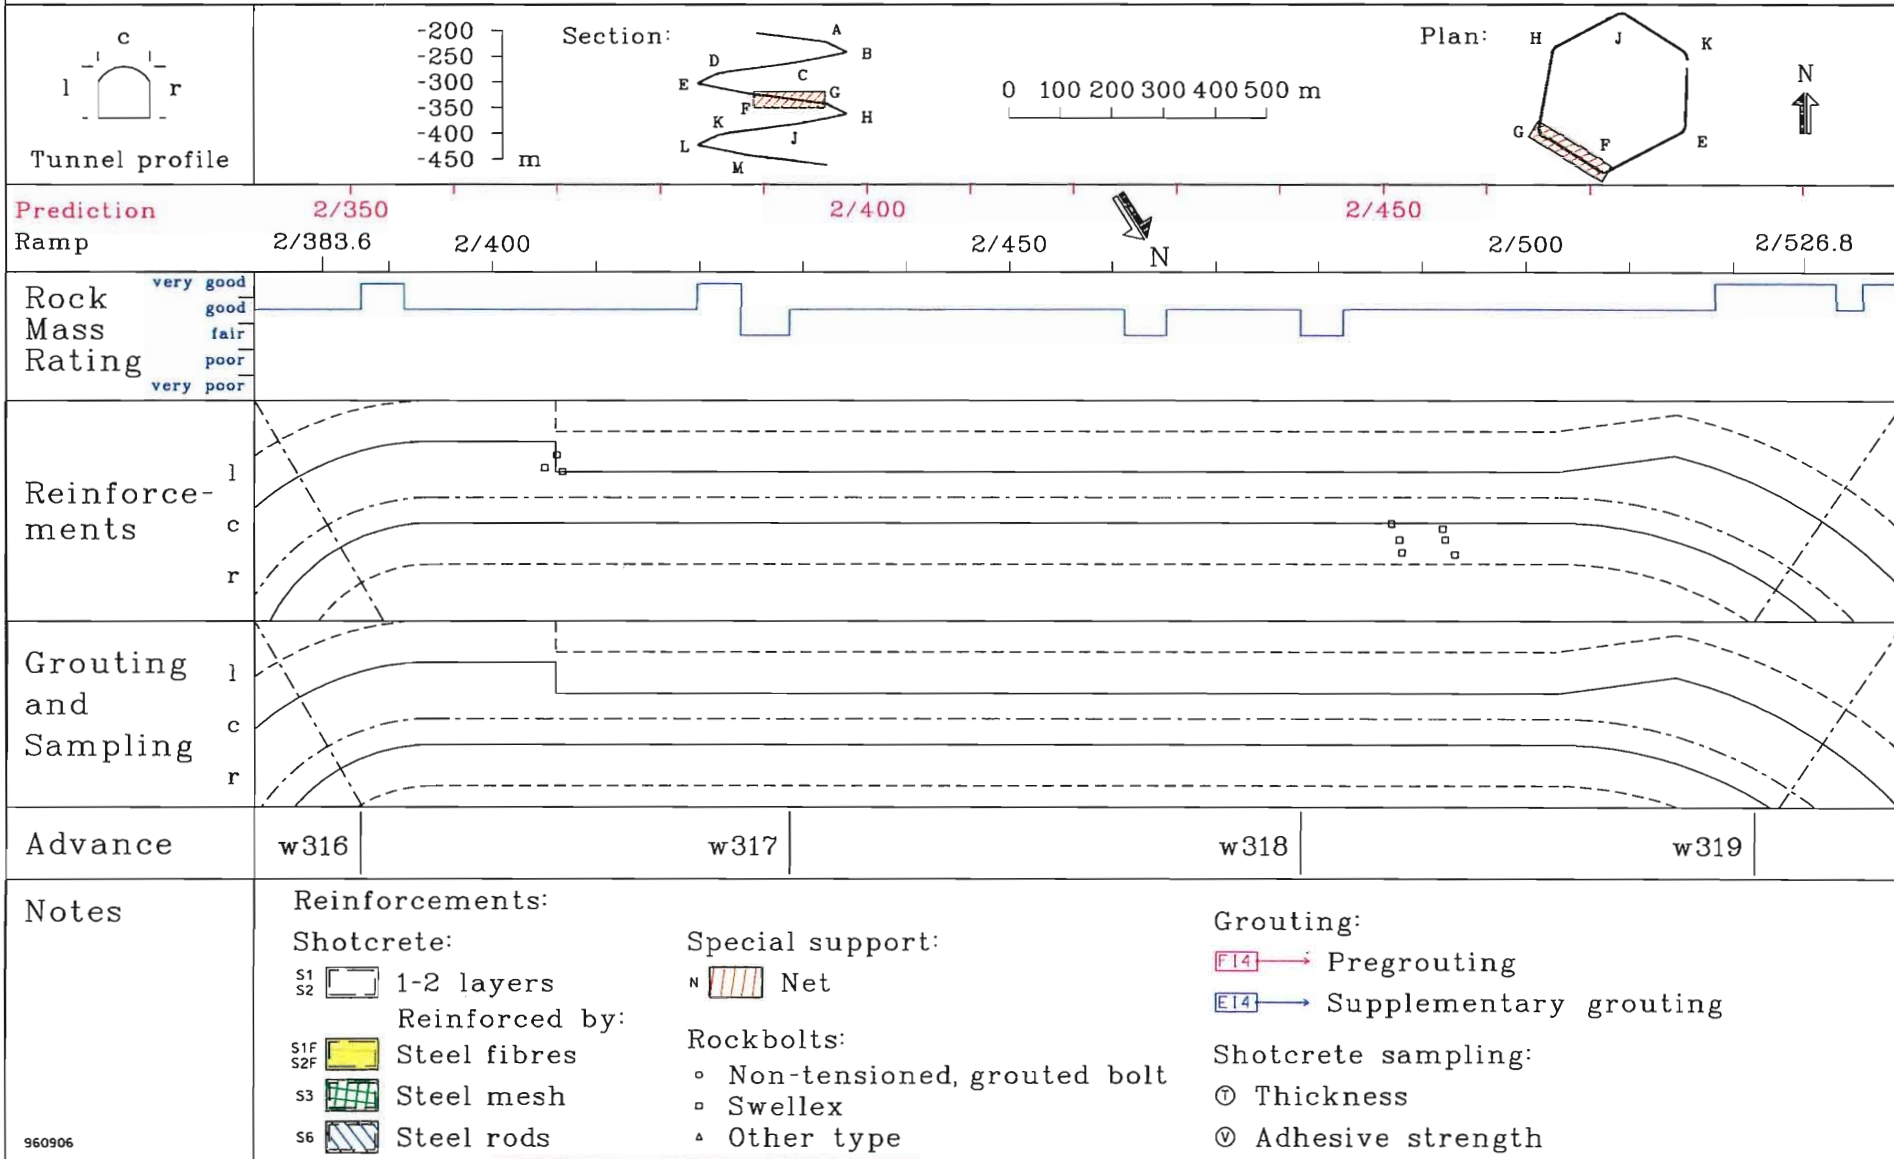 c
l r
Tunnel profile
-200
-250
-300
-350
-400
-450 m
Section:
A
B
D
C
E
G
F
H
K
J
L
M
0 100 200 300 400 500 m
Plan:
H J K
G F E
N
Prediction 2/350 2/400 2/450
Ramp 2/383.6 2/400 2/450 N 2/500 2/526.8
Rock Mass Rating
very good
good
fair
poor
very poor
Reinforce-
ments
l
c
r
Grouting
and
Sampling
l
c
r
Advance w316 w317 w318 w319
Notes
Reinforcements:
Shotcrete:
S1
S2 1-2 layers
Reinforced by:
S1F
S2F Steel fibres
S3 Steel mesh
S6 Steel rods
Special support:
N Net
Rockbolts:
Non-tensioned, grouted bolt
Swellex
Other type
Grouting:
F14 Pregrouting
E14 Supplementary grouting
Shotcrete sampling:
T Thickness
V Adhesive strength
960906